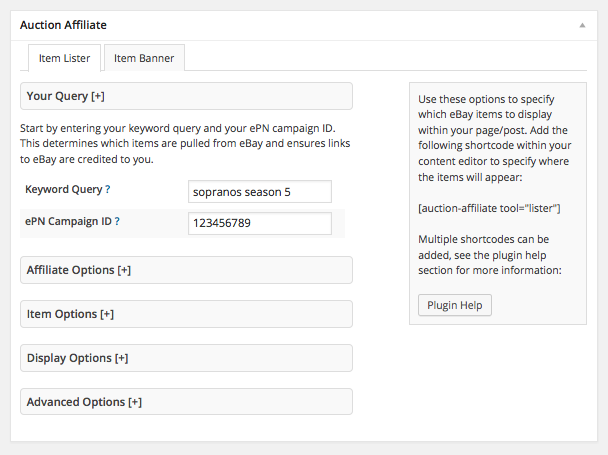 Auction Affiliate
Item Lister
Item Banner
Your Query [+]
Start by entering your keyword query and your ePN campaign ID.
This determines which items are pulled from eBay and ensures links
to eBay are credited to you.
Keyword Query ?
sopranos season 5
ePN Campaign ID ?
123456789
Affiliate Options [+]
Item Options [+]
Display Options [+]
Advanced Options [+]
Use these options to specify
which eBay items to display
within your page/post. Add the
following shortcode within your
content editor to specify where
the items will appear:
[auction-affiliate tool="lister"]
Multiple shortcodes can be
added, see the plugin help
section for more information:
Plugin Help